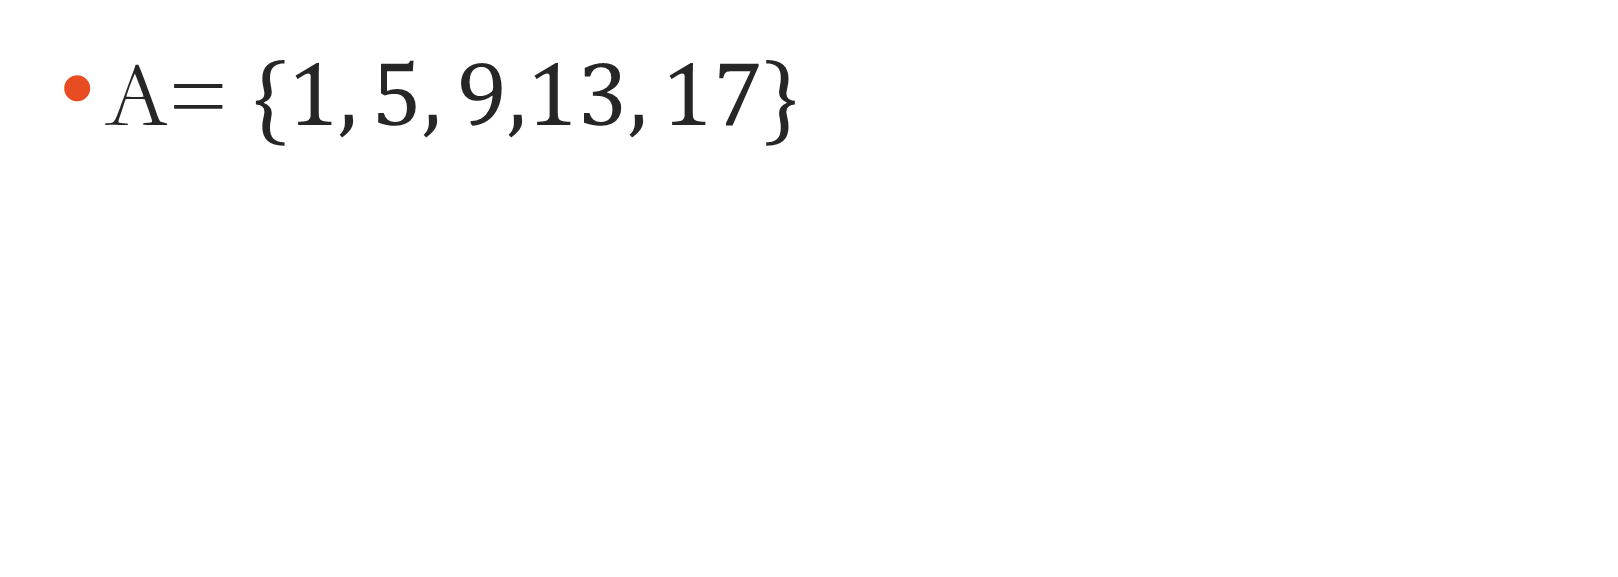 • A= {1, 5, 9,13, 17}